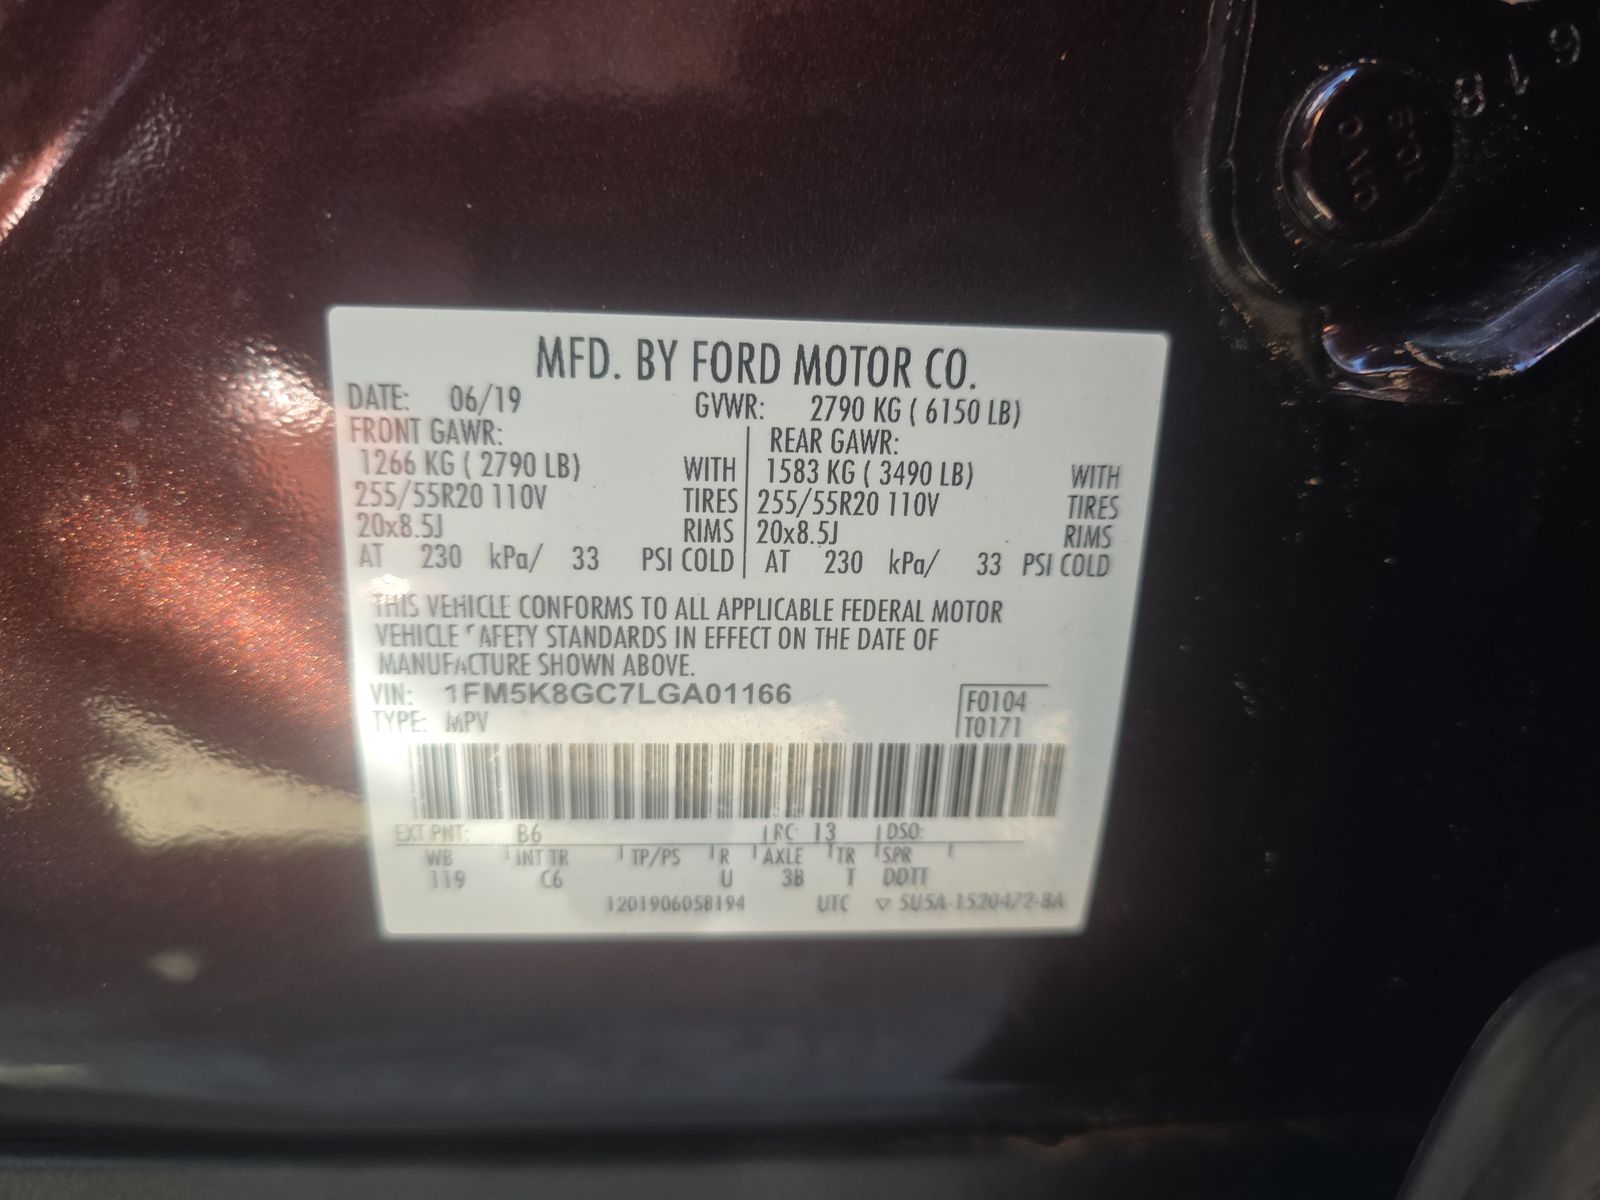 618
MFD. BY FORD MOTOR CO.
DATE: 06/19 GVWR: 2790 KG ( 6150 LB)
FRONT GAWR: REAR GAWR:
1266 KG ( 2790 LB) WITH 1583 KG ( 3490 LB) WITH
255/55R20 110V TIRES 255/55R20 110V TIRES
20x8.5J RIMS 20x8.5J RIMS
AT 230 kPa/ 33 PSI COLD AT 230 kPa/ 33 PSI COLD
THIS VEHICLE CONFORMS TO ALL APPLICABLE FEDERAL MOTOR
VEHICLE SAFETY STANDARDS IN EFFECT ON THE DATE OF
MANUFACTURE SHOWN ABOVE.
VIN: 1FM5K8GC7LGA01166 F0104
TYPE: MPV T0171
EXT PNT: B6 RC: 13 DSO:
WB INT TR TP/PS R AXLE TR SPR
119 C6 U 3B T DDTT
1201906058194 UTC ▽ 5U5A-1520472-BA